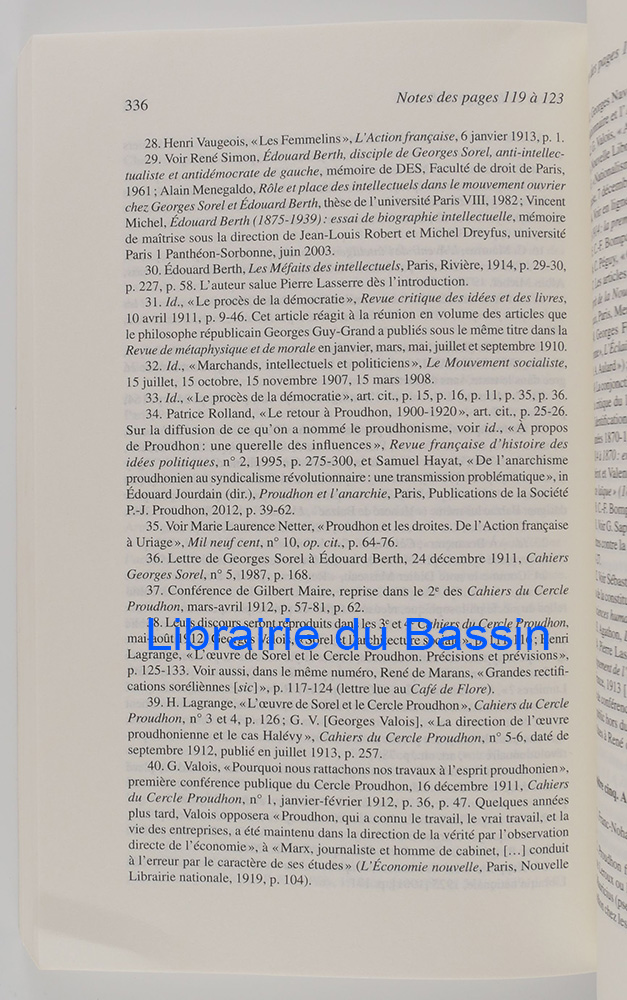 336
Notes des pages 119 à 123
28. Henri Vaugeois, «Les Femmelins», L'Action française, 6 janvier 1913, p. 1.
29. Voir René Simon, Édouard Berth, disciple de Georges Sorel, anti-intellec-
tualiste et antidémocrate de gauche, mémoire de DES, Faculté de droit de Paris,
1961 ; Alain Menegaldo, Rôle et place des intellectuels dans le mouvement ouvrier
chez Georges Sorel et Édouard Berth, thèse de l'université Paris VIII, 1982 ; Vincent
Michel, Édouard Berth (1875-1939) : essai de biographie intellectuelle, mémoire
de maîtrise sous la direction de Jean-Louis Robert et Michel Dreyfus, université
Paris 1 Panthéon-Sorbonne, juin 2003.
30. Édouard Berth, Les Méfaits des intellectuels, Paris, Rivière, 1914, p. 29-30,
p. 227, p. 58. L'auteur salue Pierre Lasserre dès l'introduction.
31. Id., «Le procès de la démocratie», Revue critique des idées et des livres,
10 avril 1911, p. 9-46. Cet article réagit à la réunion en volume des articles que
le philosophe républicain Georges Guy-Grand a publiés sous le même titre dans la
Revue de métaphysique et de morale en janvier, mars, mai, juillet et septembre 1910.
32. Id., «Marchands, intellectuels et politiciens», Le Mouvement socialiste,
15 juillet, 15 octobre, 15 novembre 1907, 15 mars 1908.
33. Id., «Le procès de la démocratie», art. cit., p. 15, p. 16, p. 11, p. 35, p. 36.
34. Patrice Rolland, «Le retour à Proudhon, 1900-1920», art. cit., p. 25-26.
Sur la diffusion de ce qu'on a nommé le proudhonisme, voir id., «À propos
de Proudhon : une querelle des influences», Revue française d'histoire des
idées politiques, n° 2, 1995, p. 275-300, et Samuel Hayat, «De l'anarchisme
proudhonien au syndicalisme révolutionnaire : une transmission problématique», in
Édouard Jourdain (dir.), Proudhon et l'anarchie, Paris, Publications de la Société
P.-J. Proudhon, 2012, p. 39-62.
35. Voir Marie Laurence Netter, «Proudhon et les droites. De l'Action française
à Uriage», Mil neuf cent, n° 10, op. cit., p. 64-76.
36. Lettre de Georges Sorel à Édouard Berth, 24 décembre 1911, Cahiers
Georges Sorel, n° 5, 1987, p. 168.
37. Conférence de Gilbert Maire, reprise dans le 2e des Cahiers du Cercle
Proudhon, mars-avril 1912, p. 57-81, p. 62.
38. Leurs discours seront reproduits dans les 3e et 4e Cahiers du Cercle Proudhon,
mai-août 1912. Georges Valois, «Sorel et l'architecture sociale», p. 111-116 ; Henri
Librairie du Bassin
Lagrange, «L'œuvre de Sorel et le Cercle Proudhon. Précisions et prévisions»,
p. 125-133. Voir aussi, dans le même numéro, René de Marans, «Grandes rectifi-
cations soréliennes [sic]», p. 117-124 (lettre lue au Café de Flore).
39. H. Lagrange, «L'œuvre de Sorel et le Cercle Proudhon», Cahiers du Cercle
Proudhon, n° 3 et 4, p. 126 ; G. V. [Georges Valois], «La direction de l'œuvre
proudhonienne et le cas Halévy», Cahiers du Cercle Proudhon, n° 5-6, daté de
septembre 1912, publié en juillet 1913, p. 257.
40. G. Valois, «Pourquoi nous rattachons nos travaux à l'esprit proudhonien»,
première conférence publique du Cercle Proudhon, 16 décembre 1911, Cahiers
du Cercle Proudhon, n° 1, janvier-février 1912, p. 36, p. 47. Quelques années
plus tard, Valois opposera «Proudhon, qui a connu le travail, le vrai travail, et la
vie des entreprises, a été maintenu dans la direction de la vérité par l'observation
directe de l'économie», à «Marx, journaliste et homme de cabinet, [...] conduit
à l'erreur par le caractère de ses études» (L'Économie nouvelle, Paris, Nouvelle
Librairie nationale, 1919, p. 104).